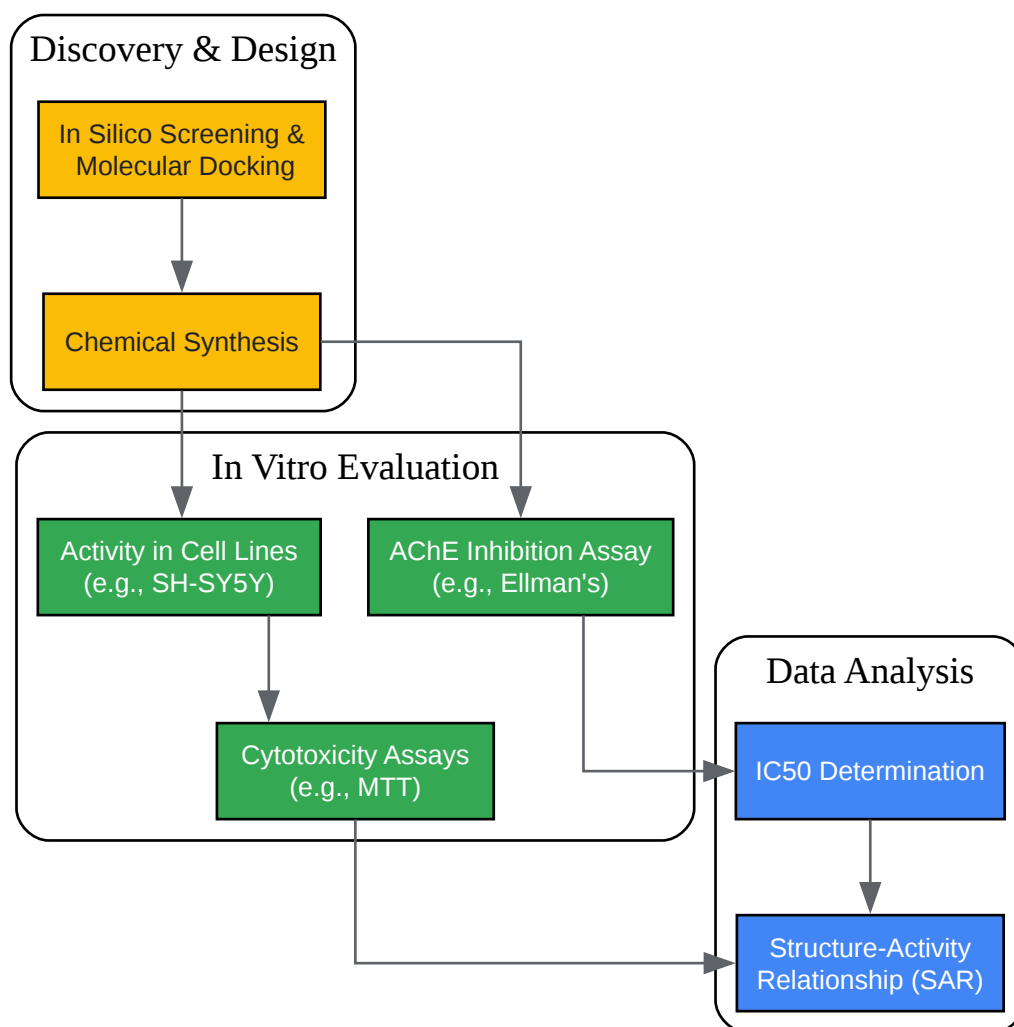 Discovery & Design
In Silico Screening &
Molecular Docking
Chemical Synthesis
In Vitro Evaluation
Activity in Cell Lines
(e.g., SH-SY5Y)
AChE Inhibition Assay
(e.g., Ellman's)
Cytotoxicity Assays
(e.g., MTT)
Data Analysis
IC50 Determination
Structure-Activity
Relationship (SAR)